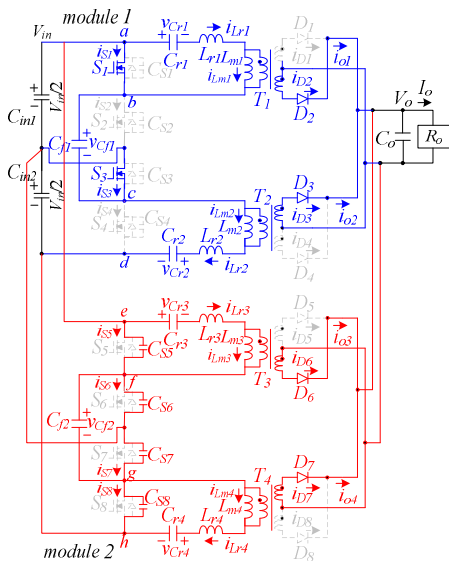 module 1
V_in
a
i_S1
S_1
C_S1
v_Cr1
C_r1
i_Lr1
L_r1
L_m1
i_Lm1
T_1
D_1
i_D2
D_2
i_o1
V_in/2
C_in1
b
i_S2
S_2
C_S2
C_f1
v_Cf1
S_3
i_S3
C_S3
V_in/2
C_in2
c
i_S4
S_4
C_S4
d
C_r2
v_Cr2
L_r2
i_Lr2
i_Lm2
L_m2
T_2
D_3
i_D3
i_o2
i_D4
D_4
V_o
I_o
C_o
R_o
e
i_S5
S_5
C_S5
v_Cr3
C_r3
i_Lr3
L_r3
L_m3
i_Lm3
T_3
D_5
i_D6
D_6
i_o3
f
i_S6
S_6
C_S6
C_f2
v_Cf2
S_7
i_S7
C_S7
g
i_S8
S_8
C_S8
h
C_r4
v_Cr4
L_r4
i_Lr4
i_Lm4
L_m4
T_4
D_7
i_D7
i_o4
i_D8
D_8
module 2